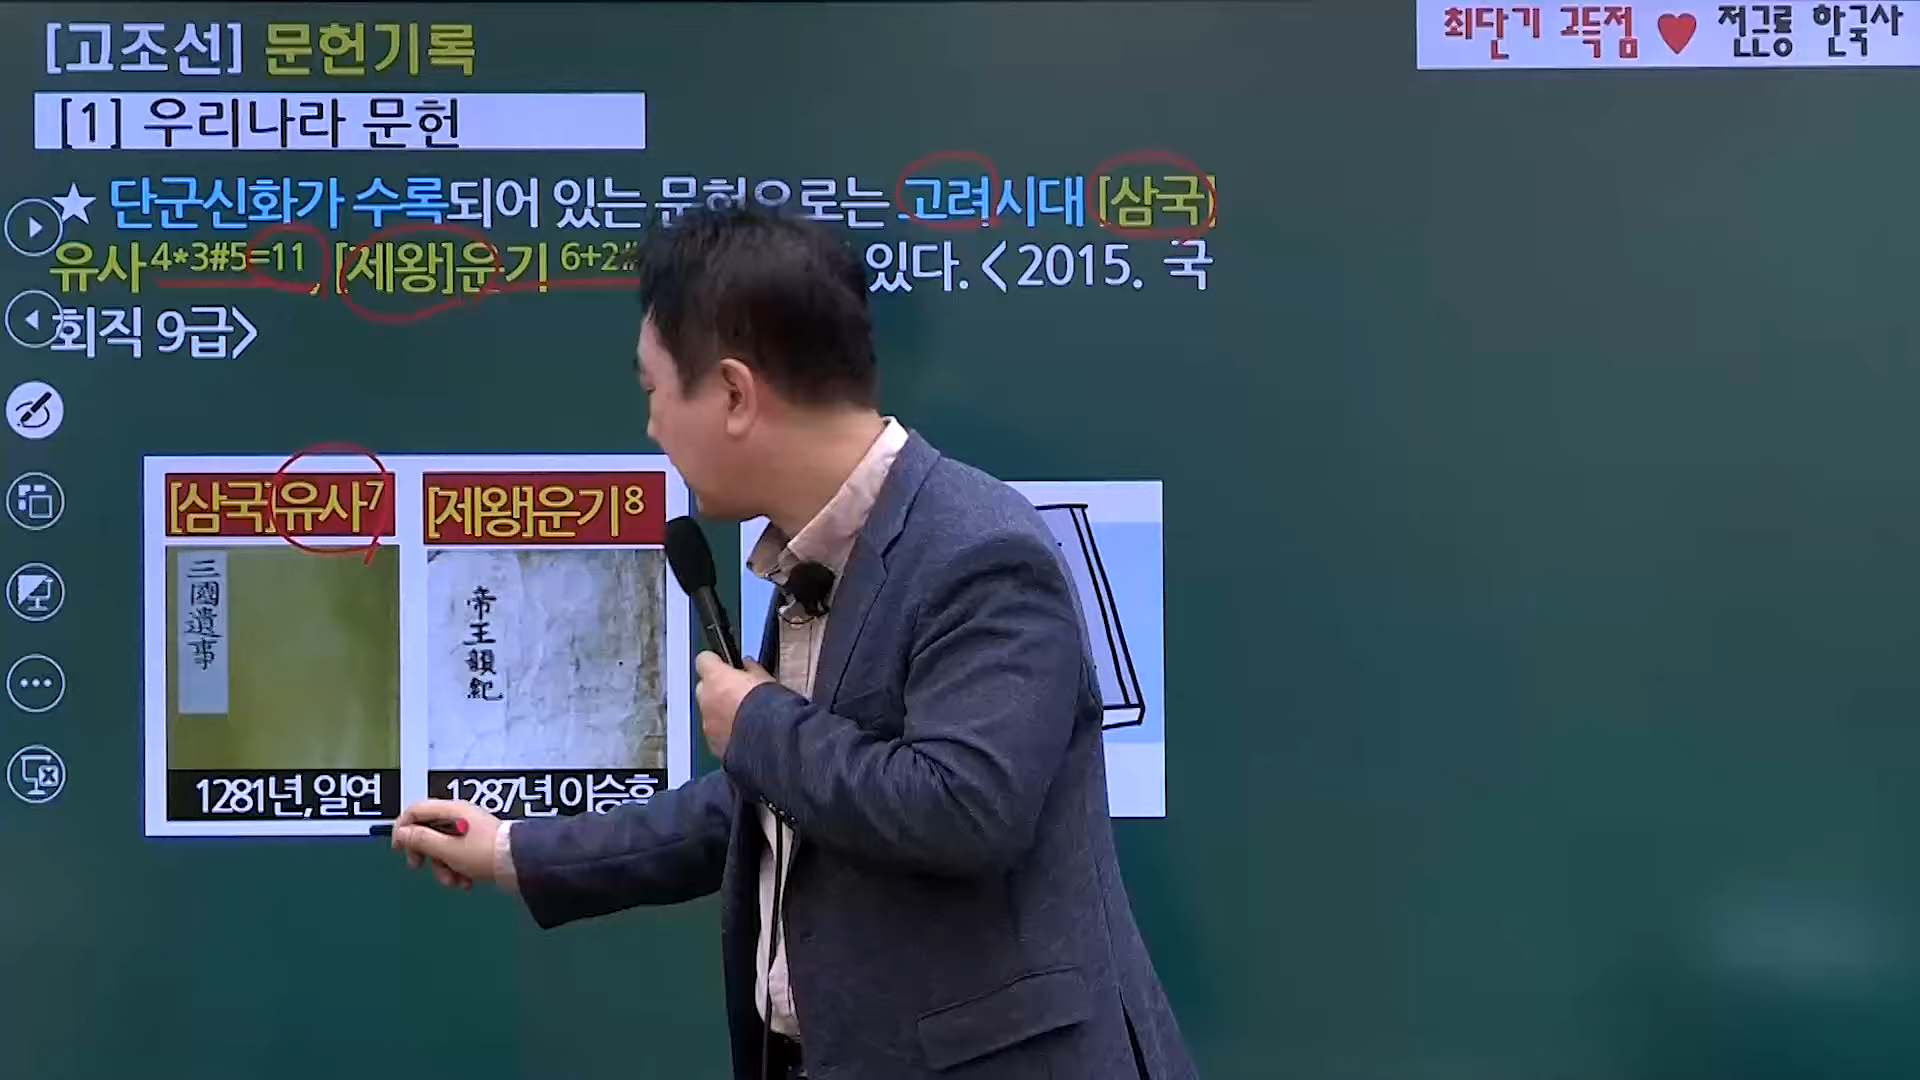 [고조선] 문헌기록
최단기 고득점 ♥ 전근룡 한국사
[1] 우리나라 문헌
★ 단군신화가 수록되어 있는 문헌으로는 고려시대 [삼국]
유사 4*3#5=11, [제왕]운기 6+2# 있다. <2015. 국
회직 9급>
[삼국]유사7
[제왕]운기8
三國遺事
帝王韻紀
1281년, 일연
1287년, 이승휴